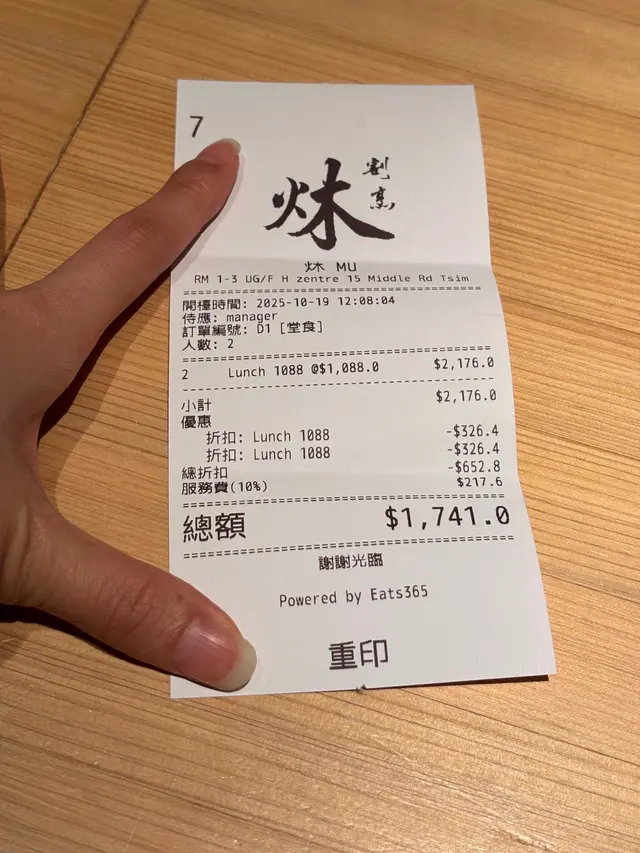 7
割烹
炑
炑 MU
RM 1-3 UG/F H zentre 15 Middle Rd Tsim
開檯時間: 2025-10-19 12:08:04
侍應: manager
訂單編號: D1 [堂食]
人數: 2
2 Lunch 1088 @$1,088.0 $2,176.0
小計 $2,176.0
優惠
折扣: Lunch 1088 -$326.4
折扣: Lunch 1088 -$326.4
總折扣 -$652.8
服務費(10%) $217.6
總額 $1,741.0
謝謝光臨
Powered by Eats365
重印